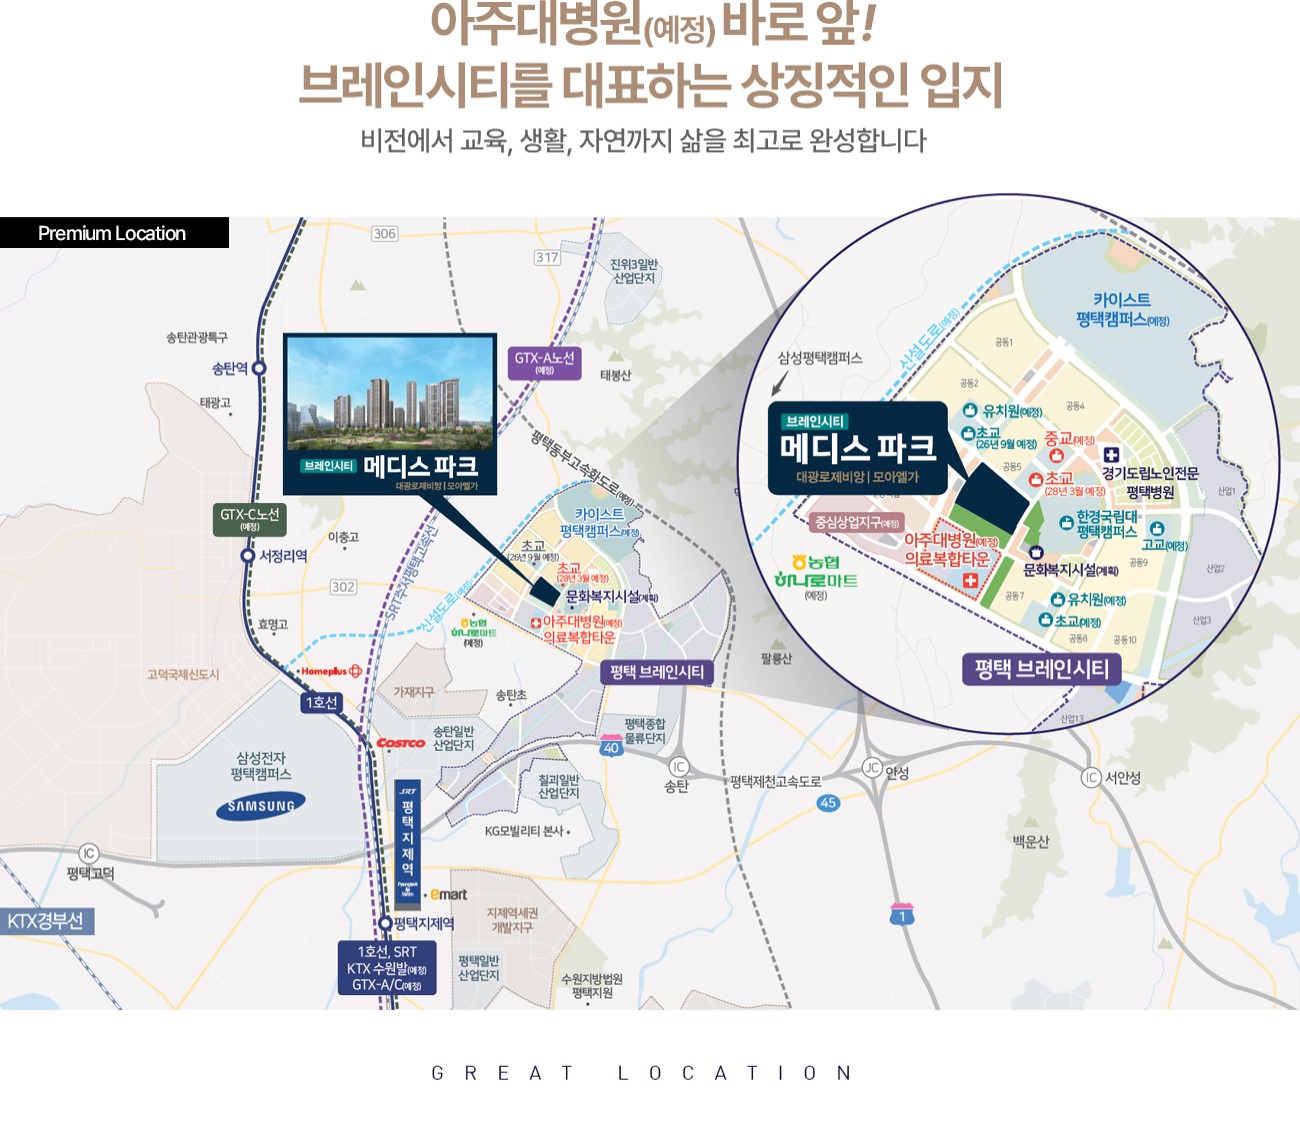 아주대병원(예정) 바로 앞!
브레인시티를 대표하는 상징적인 입지
비전에서 교육, 생활, 자연까지 삶을 최고로 완성합니다
Premium Location
306
317
진위3일반
산업단지
송탄관광특구
송탄역
태광고
GTX-A노선
(예정)
태봉산
브레인시티
메디스 파크
대광로제비앙 | 모아엘가
평택동부고속화도로(예정)
GTX-C노선
(예정)
서정리역
이충고
302
효명고
SRT수서평택고속선
신설도로(예정)
카이스트
평택캠퍼스(예정)
초교
(26년 9월 예정)
초교
(28년 3월 예정)
문화복지시설(계획)
아주대병원(예정)
의료복합타운
농협
하나로마트
(예정)
고덕국제신도시
Homeplus
1호선
가재지구
송탄초
평택 브레인시티
팔룡산
COSTCO
송탄일반
산업단지
평택종합
물류단지
40
삼성전자
평택캠퍼스
SAMSUNG
칠괴일반
산업단지
IC
송탄
평택제천고속도로
45
JC
안성
IC
서안성
SRT
평택지제역
KG모빌리티 본사
백운산
IC
평택고덕
emart
KTX경부선
평택지제역
지제역세권
개발지구
1
1호선, SRT
KTX 수원발(예정)
GTX-A/C(예정)
평택일반
산업단지
수원지방법원
평택지원
신설도로(예정)
카이스트
평택캠퍼스(예정)
삼성평택캠퍼스
공동1
공동2
공동4
유치원(예정)
초교
(26년 9월 예정)
중교(예정)
브레인시티
메디스 파크
대광로제비앙 | 모아엘가
공동5
초교
(28년 3월 예정)
경기도립노인전문
평택병원
산업1
중심상업지구(예정)
한경국립대
평택캠퍼스
고교(예정)
아주대병원(예정)
의료복합타운
농협
하나로마트
(예정)
문화복지시설(계획)
공동9
산업2
공동7
유치원(예정)
초교(예정)
산업3
공동8
공동10
평택 브레인시티
산업13
GREAT LOCATION